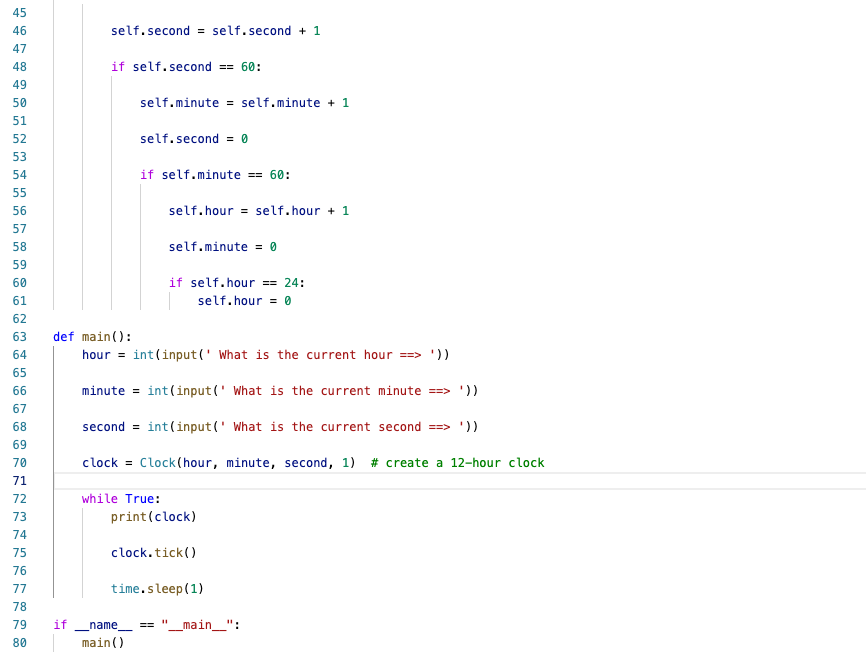 45
46 self.second = self.second + 1
47
48 if self.second == 60:
49
50 self.minute = self.minute + 1
51
52 self.second = 0
53
54 if self.minute == 60:
55
56 self.hour = self.hour + 1
57
58 self.minute = 0
59
60 if self.hour == 24:
61 self.hour = 0
62
63 def main():
64 hour = int(input(' What is the current hour ==> '))
65
66 minute = int(input(' What is the current minute ==> '))
67
68 second = int(input(' What is the current second ==> '))
69
70 clock = Clock(hour, minute, second, 1)  # create a 12-hour clock
71
72 while True:
73 print(clock)
74
75 clock.tick()
76
77 time.sleep(1)
78
79 if __name__ == "__main__":
80 main()